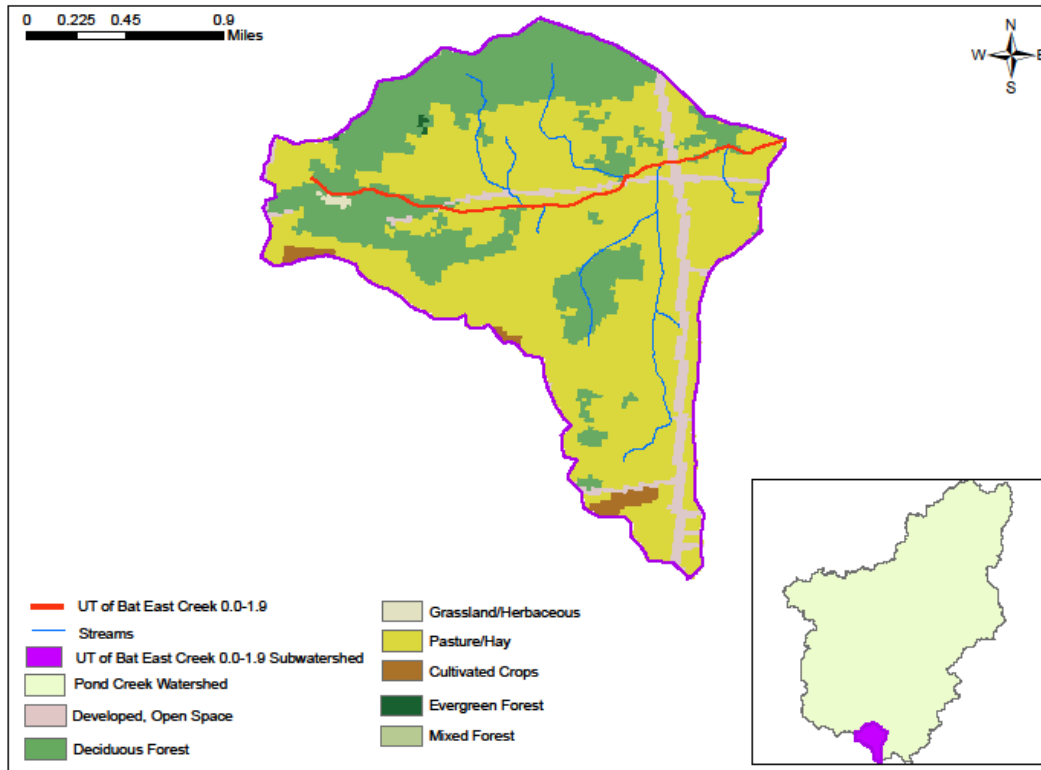 0 0.225 0.45 0.9
Miles
N
W E
S
UT of Bat East Creek 0.0-1.9
Streams
UT of Bat East Creek 0.0-1.9 Subwatershed
Pond Creek Watershed
Developed, Open Space
Deciduous Forest
Grassland/Herbaceous
Pasture/Hay
Cultivated Crops
Evergreen Forest
Mixed Forest